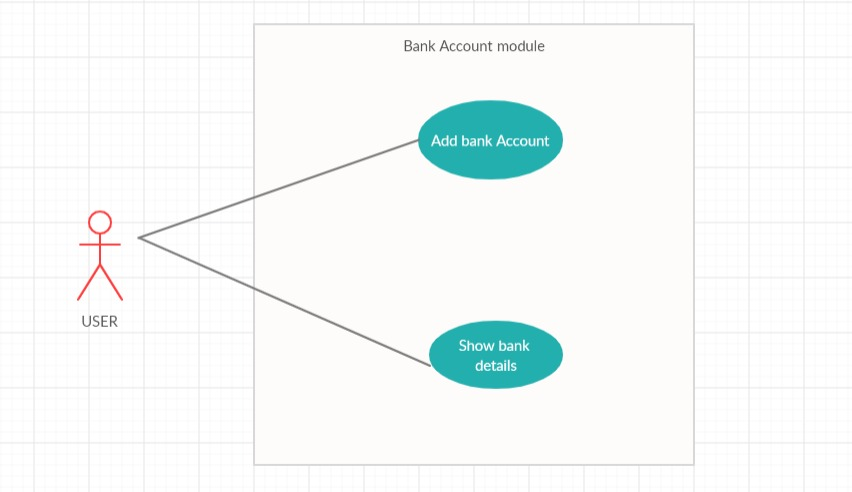 Bank Account module
Add bank Account
USER
Show bank
details